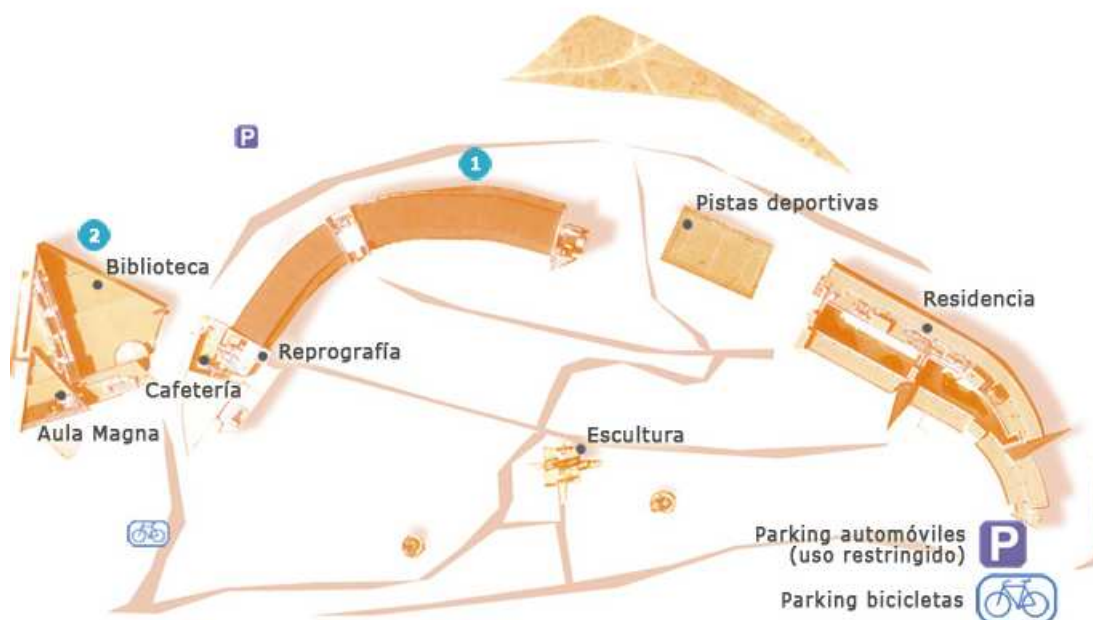 P
1
Pistas deportivas
2
Biblioteca
Residencia
Reprografía
Cafetería
Aula Magna
Escultura
Parking automóviles
(uso restringido)
P
Parking bicicletas